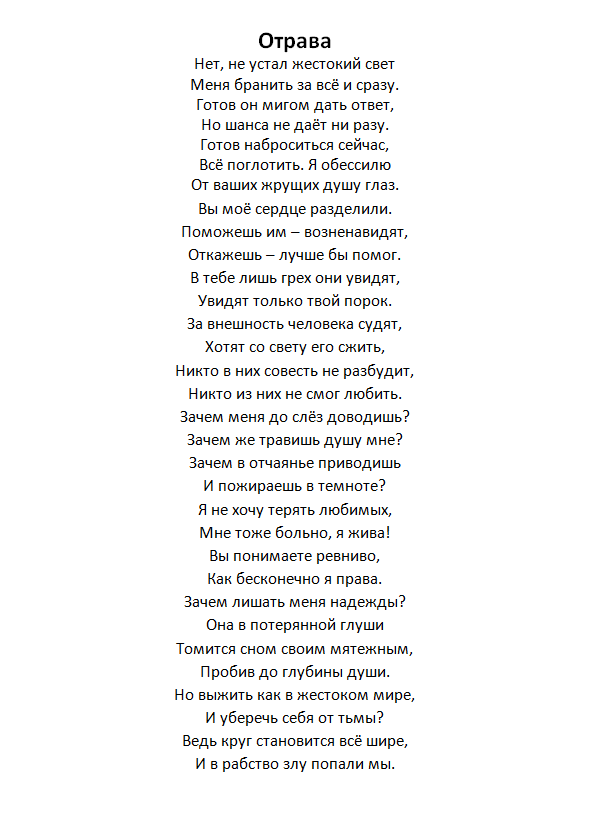 Отрава
Нет, не устал жестокий свет
Меня бранить за всё и сразу.
Готов он мигом дать ответ,
Но шанса не даёт ни разу.
Готов наброситься сейчас,
Всё поглотить. Я обессилю
От ваших жрущих душу глаз.
Вы моё сердце разделили.
Поможешь им – возненавидят,
Откажешь – лучше бы помог.
В тебе лишь грех они увидят,
Увидят только твой порок.
За внешность человека судят,
Хотят со свету его сжить,
Никто в них совесть не разбудит,
Никто из них не смог любить.
Зачем меня до слёз доводишь?
Зачем же травишь душу мне?
Зачем в отчаянье приводишь
И пожираешь в темноте?
Я не хочу терять любимых,
Мне тоже больно, я жива!
Вы понимаете ревниво,
Как бесконечно я права.
Зачем лишать меня надежды?
Она в потерянной глуши
Томится сном своим мятежным,
Пробив до глубины души.
Но выжить как в жестоком мире,
И уберечь себя от тьмы?
Ведь круг становится всё шире,
И в рабство злу попали мы.